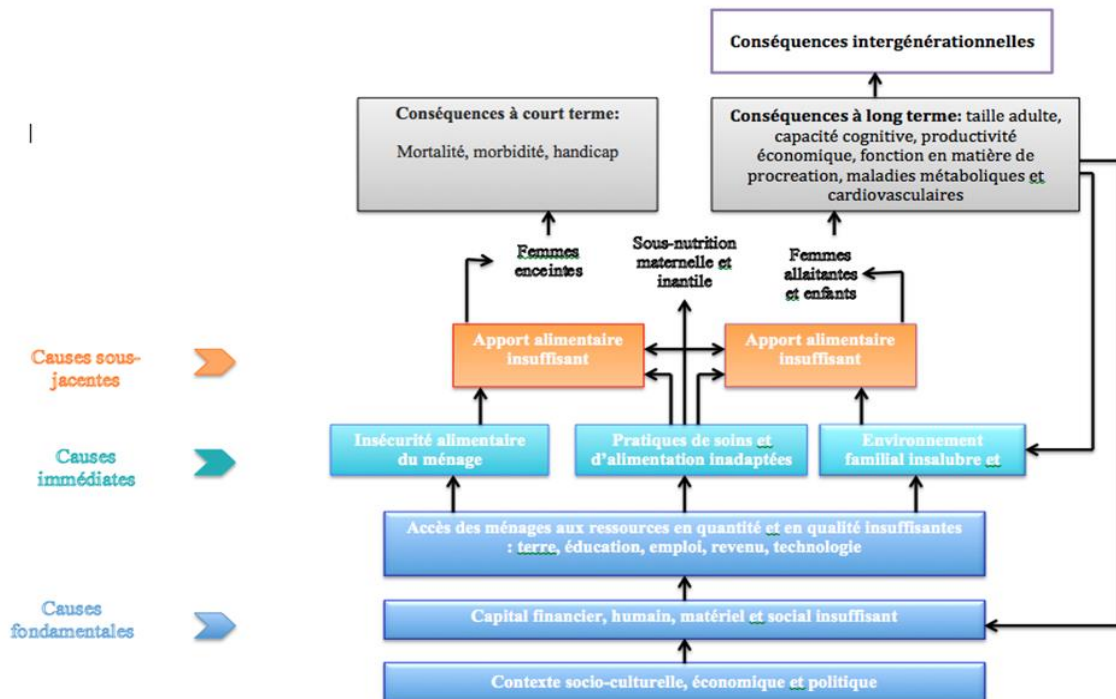 Conséquences intergénérationnelles
Conséquences à court terme:
Mortalité, morbidité, handicap
Conséquences à long terme: taille adulte,
capacité cognitive, productivité
économique, fonction en matière de
procreation, maladies métaboliques et
cardiovasculaires
Femmes
enceintes
Sous-nutrition
maternelle et
inantile
Femmes
allaitantes
et enfants
Causes sous-
jacentes
Apport alimentaire
insuffisant
Apport alimentaire
insuffisant
Causes
immédiates
Insécurité alimentaire
du ménage
Pratiques de soins et
d'alimentation inadaptées
Environnement
familial insalubre et
Accès des ménages aux ressources en quantité et en qualité insuffisantes
: terre, éducation, emploi, revenu, technologie
Causes
fondamentales
Capital financier, humain, matériel et social insuffisant
Contexte socio-culturelle, économique et politique